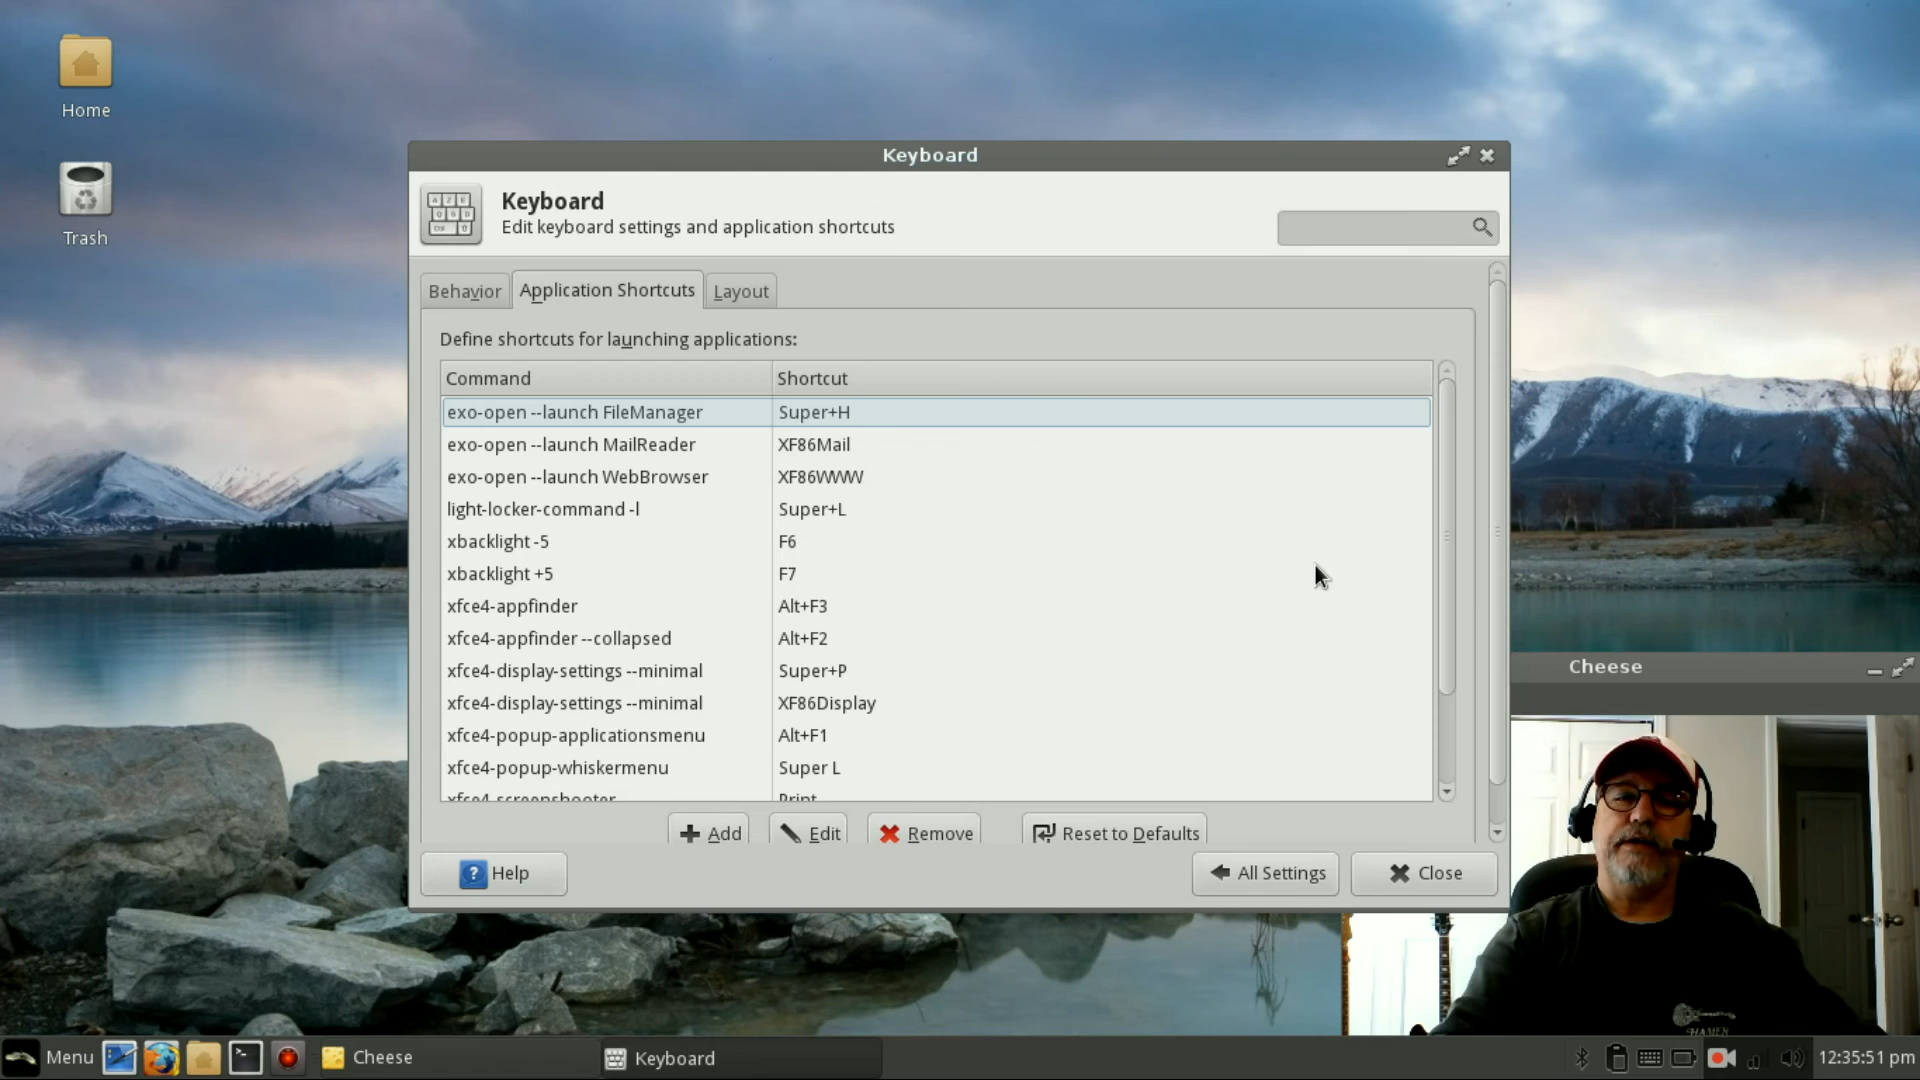 Home
Trash
Keyboard
Keyboard
Edit keyboard settings and application shortcuts
Behavior
Application Shortcuts
Layout
Define shortcuts for launching applications:
Command Shortcut
exo-open --launch FileManager Super+H
exo-open --launch MailReader XF86Mail
exo-open --launch WebBrowser XF86WWW
light-locker-command -l Super+L
xbacklight -5 F6
xbacklight +5 F7
xfce4-appfinder Alt+F3
xfce4-appfinder --collapsed Alt+F2
xfce4-display-settings --minimal Super+P
xfce4-display-settings --minimal XF86Display
xfce4-popup-applicationsmenu Alt+F1
xfce4-popup-whiskermenu Super L
xfce4-screenshooter Print
Add Edit Remove Reset to Defaults
Help All Settings Close
Cheese
HAMER
Menu Cheese Keyboard 12:35:51 pm